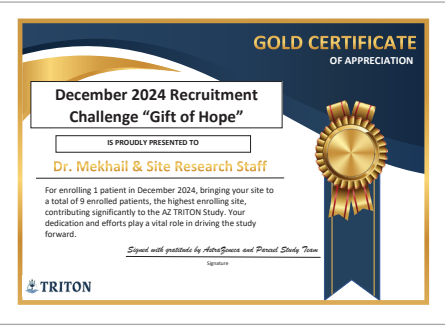 GOLD CERTIFICATE
OF APPRECIATION
December 2024 Recruitment
Challenge “Gift of Hope”
IS PROUDLY PRESENTED TO
Dr. Mekhail & Site Research Staff
For enrolling 1 patient in December 2024, bringing your site to
a total of 9 enrolled patients, the highest enrolling site,
contributing significantly to the AZ TRITON Study. Your
dedication and efforts play a vital role in driving the study
forward.
Signed with gratitude by AstraZeneca and Parexel Study Team
Signature
TRITON